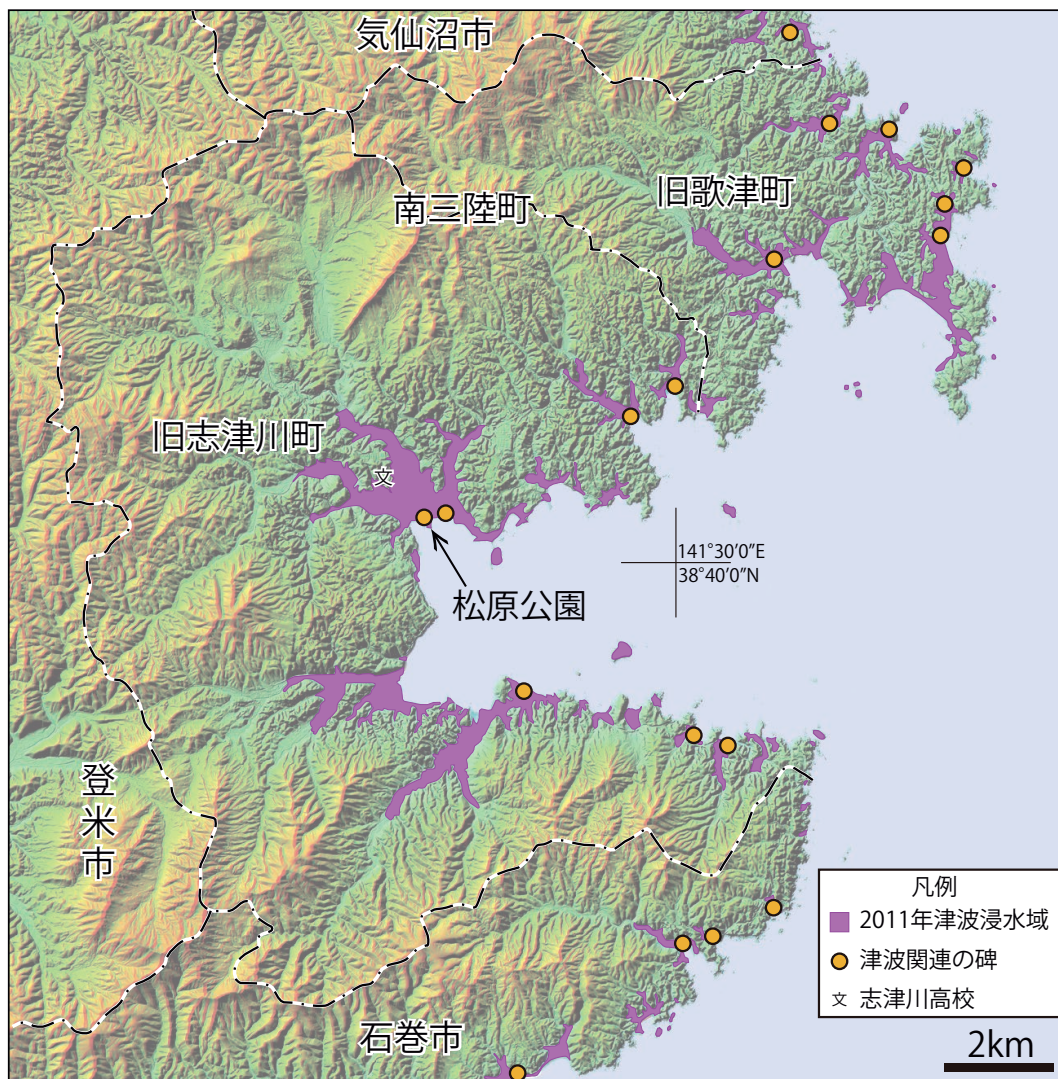 気仙沼市
南三陸町
旧歌津町
旧志津川町
文
141°30′0″E
38°40′0″N
松原公園
登米市
石巻市
凡例
2011年津波浸水域
津波関連の碑
文 志津川高校
2km